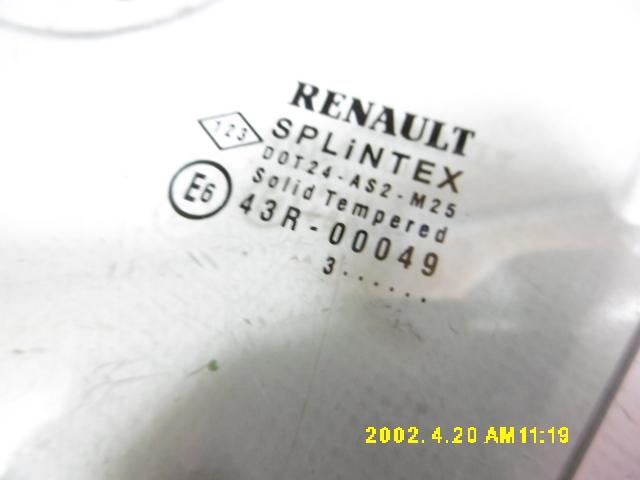 RENAULT
123
SPLiNTEX
DOT24-AS2-M25
Solid Tempered
E6
43R-00049
3......
2002.4.20 AM11:19